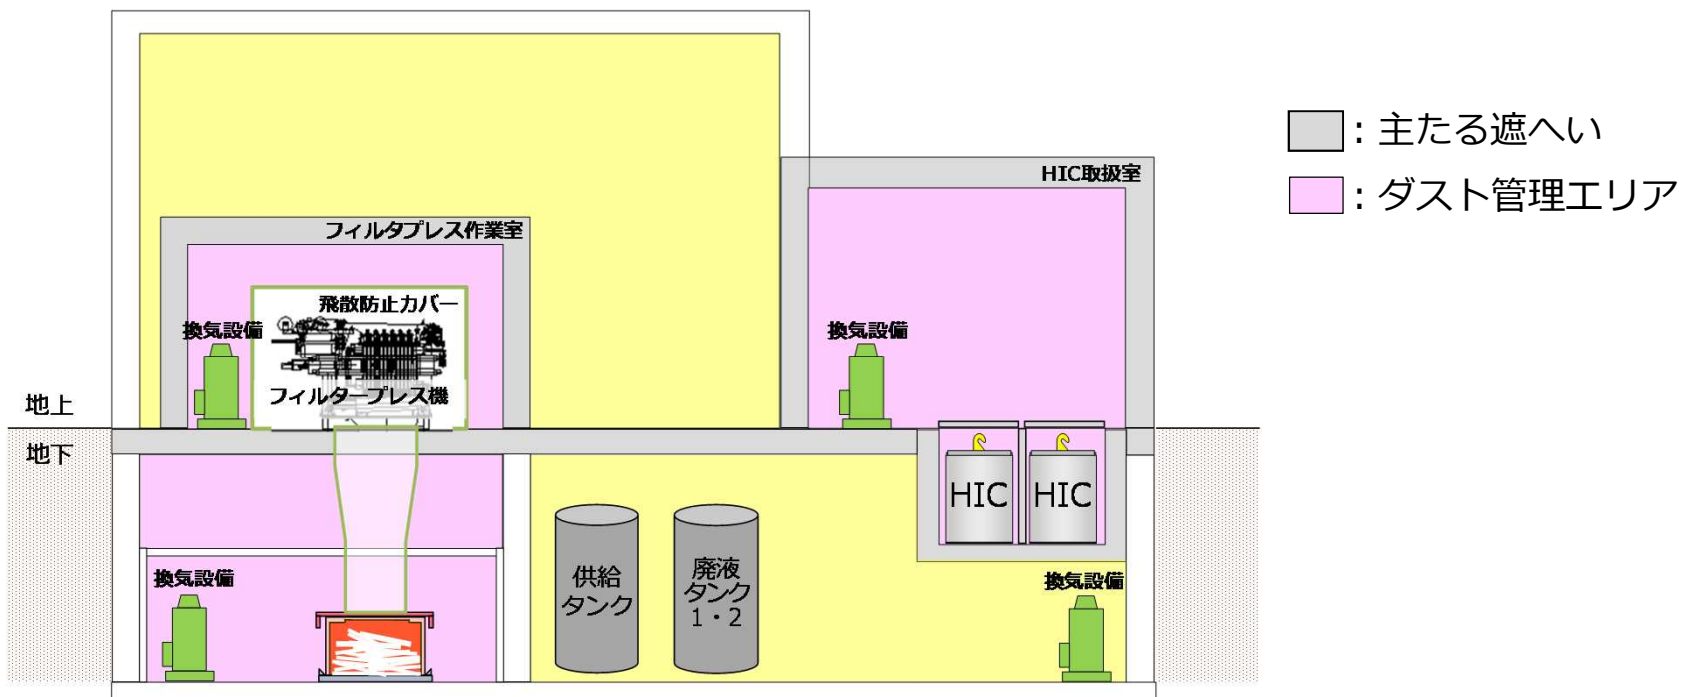 ：主たる遮へい
：ダスト管理エリア
HIC取扱室
フィルタプレス作業室
飛散防止カバー
換気設備
換気設備
フィルタープレス機
地上
地下
HIC
HIC
換気設備
供給
タンク
廃液
タンク
1・2
換気設備